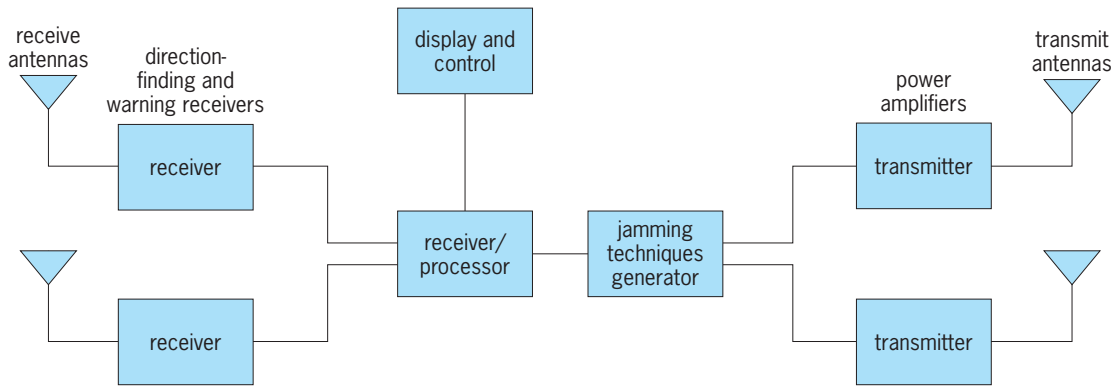 receive
antennas
direction-
finding and
warning receivers
display and
control
power
amplifiers
transmit
antennas
receiver
transmitter
receiver/
processor
jamming
techniques
generator
receiver
transmitter